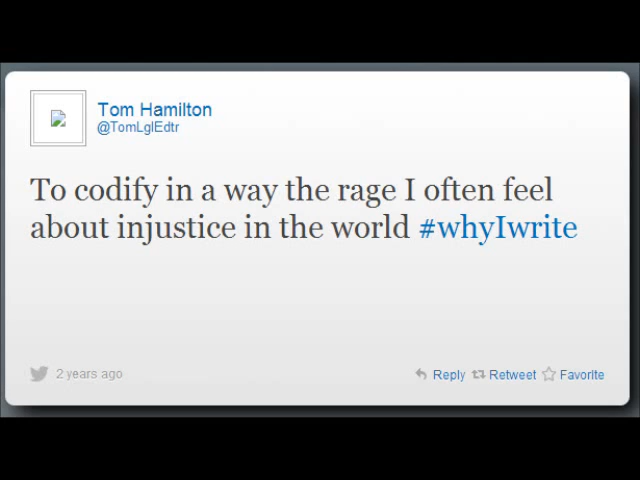 Tom Hamilton
@TomLglEdtr
To codify in a way the rage I often feel
about injustice in the world #whyIwrite
2 years ago Reply Retweet Favorite